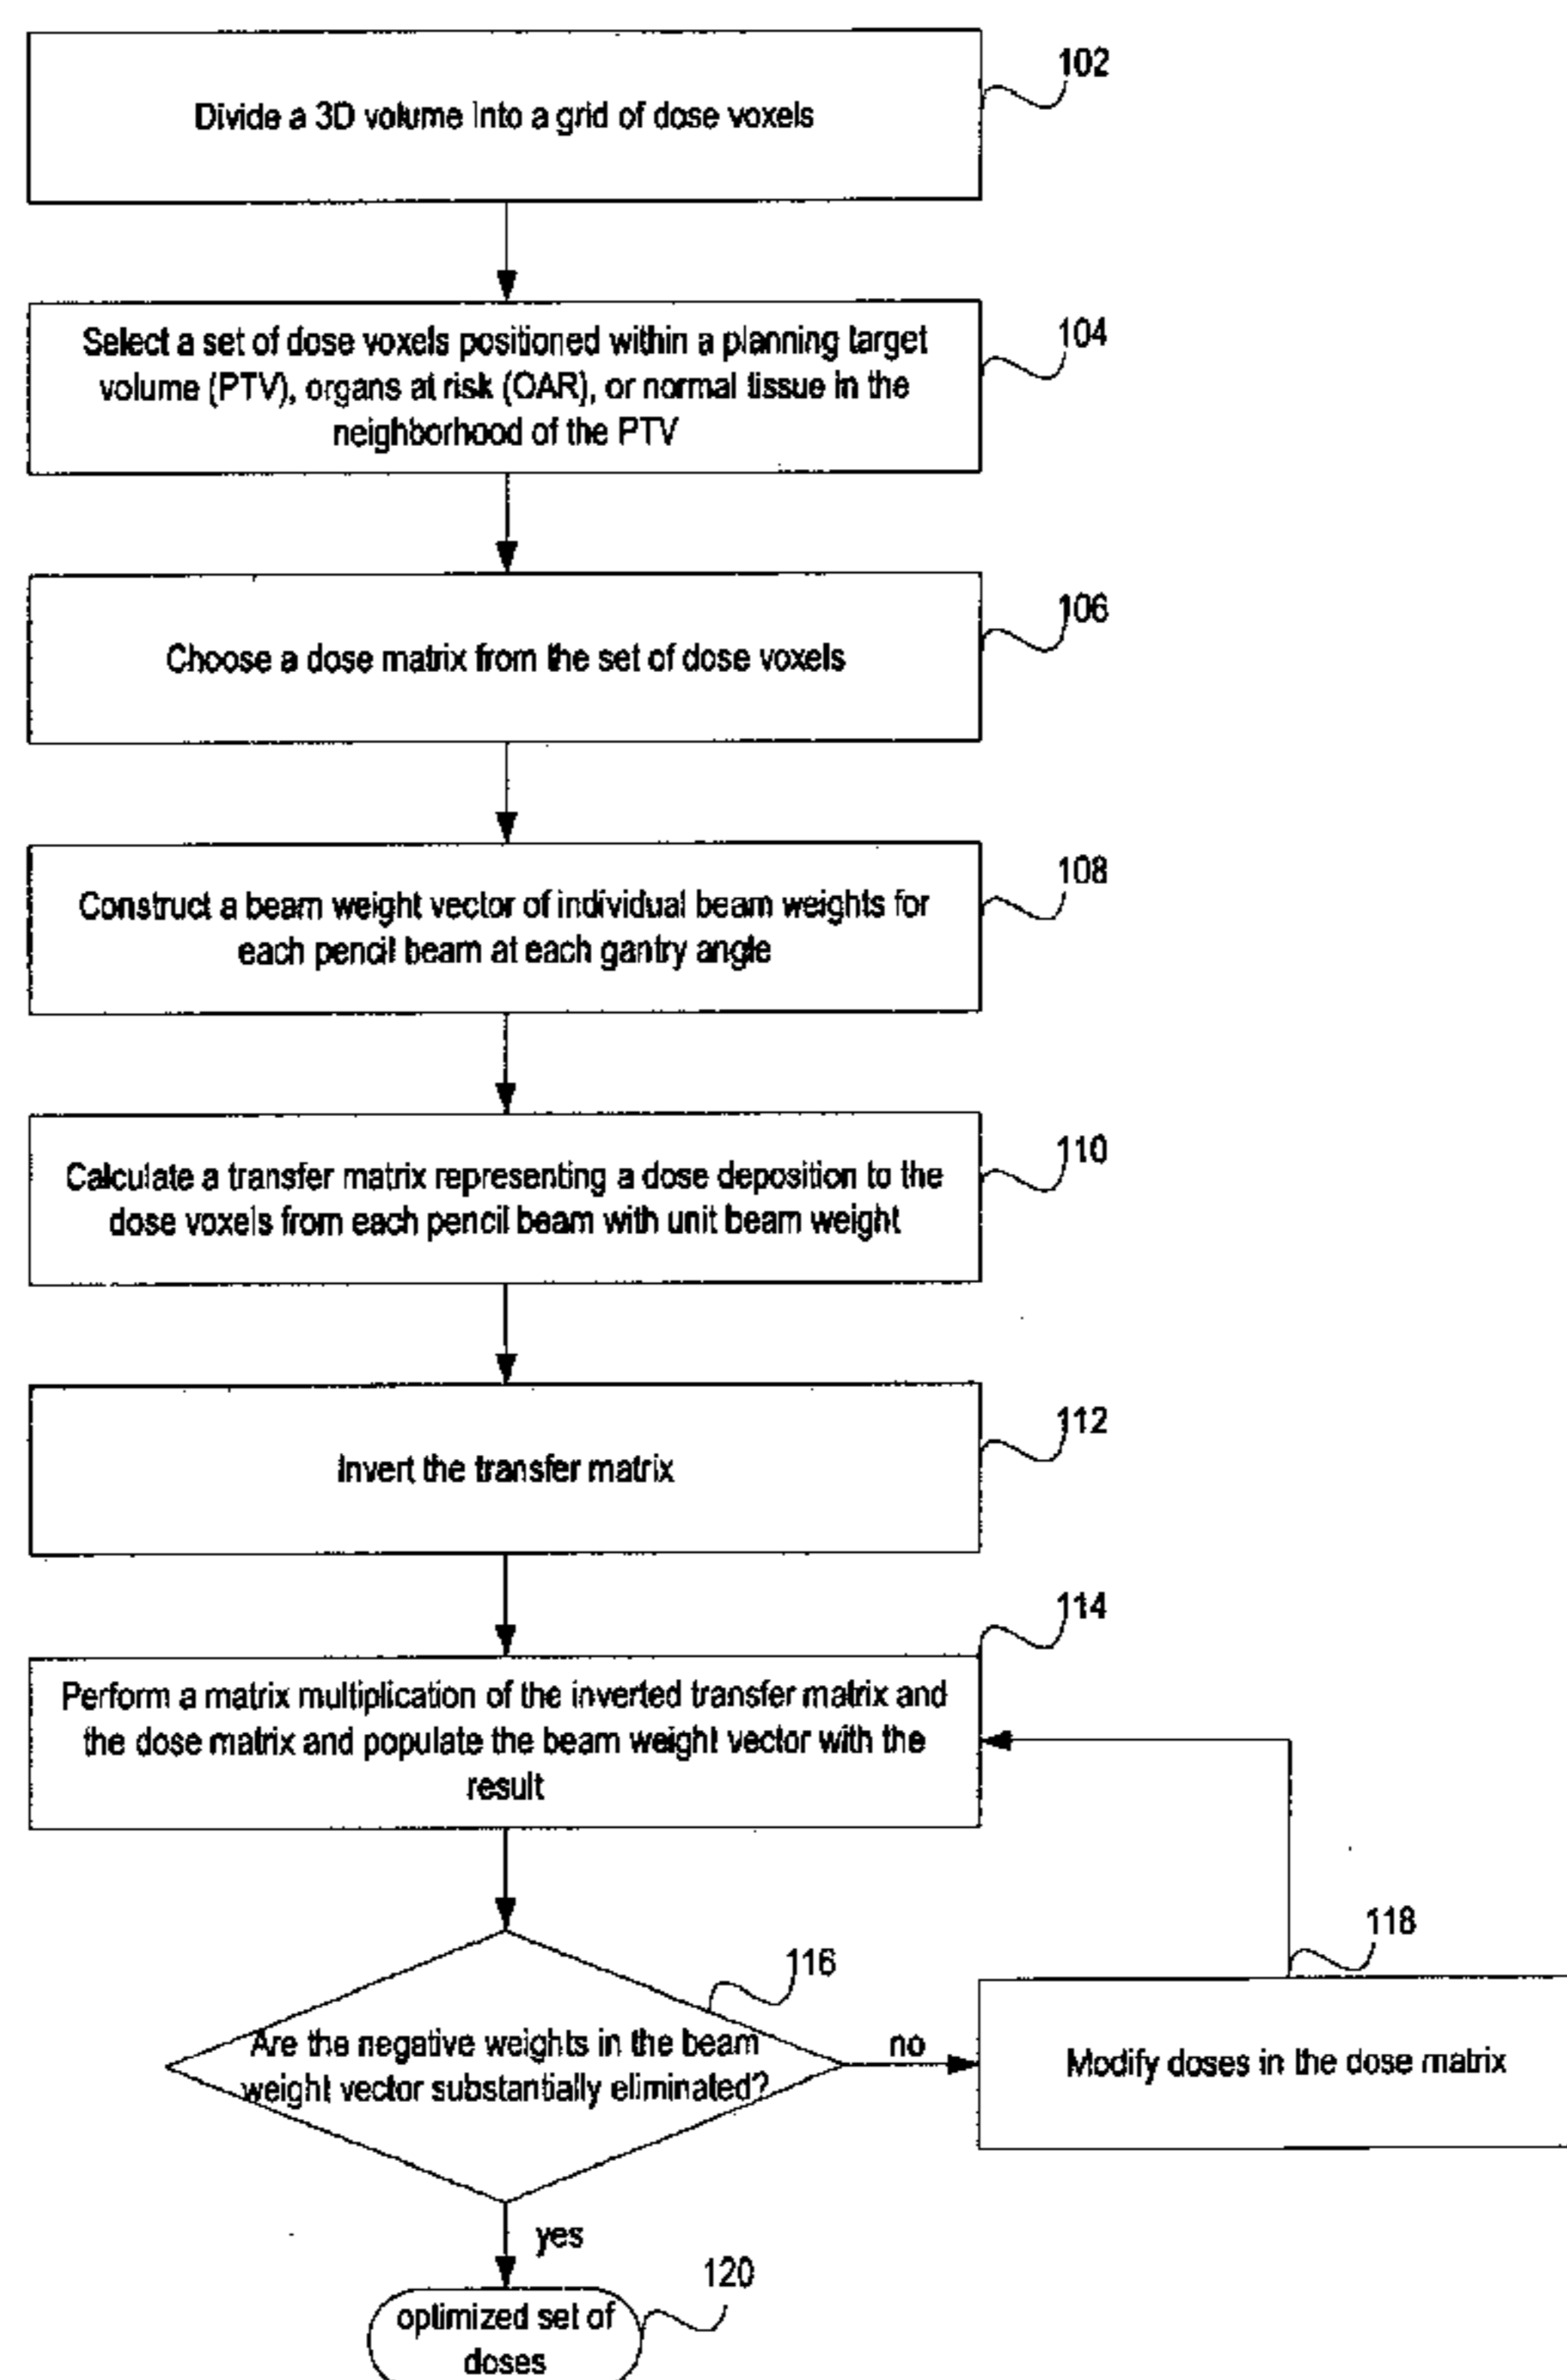 102
Divide a 3D volume into a grid of dose voxels
104
Select a set of dose voxels positioned within a planning target
volume (PTV), organs at risk (OAR), or normal tissue in the
neighborhood of the PTV
106
Choose a dose matrix from the set of dose voxels
108
Construct a beam weight vector of individual beam weights for
each pencil beam at each gantry angle
110
Calculate a transfer matrix representing a dose deposition to the
dose voxels from each pencil beam with unit beam weight
112
Invert the transfer matrix
114
Perform a matrix multiplication of the inverted transfer matrix and
the dose matrix and populate the beam weight vector with the
result
116
Are the negative weights in the beam
weight vector substantially eliminated?
no
118
Modify doses in the dose matrix
yes
120
optimized set of
doses